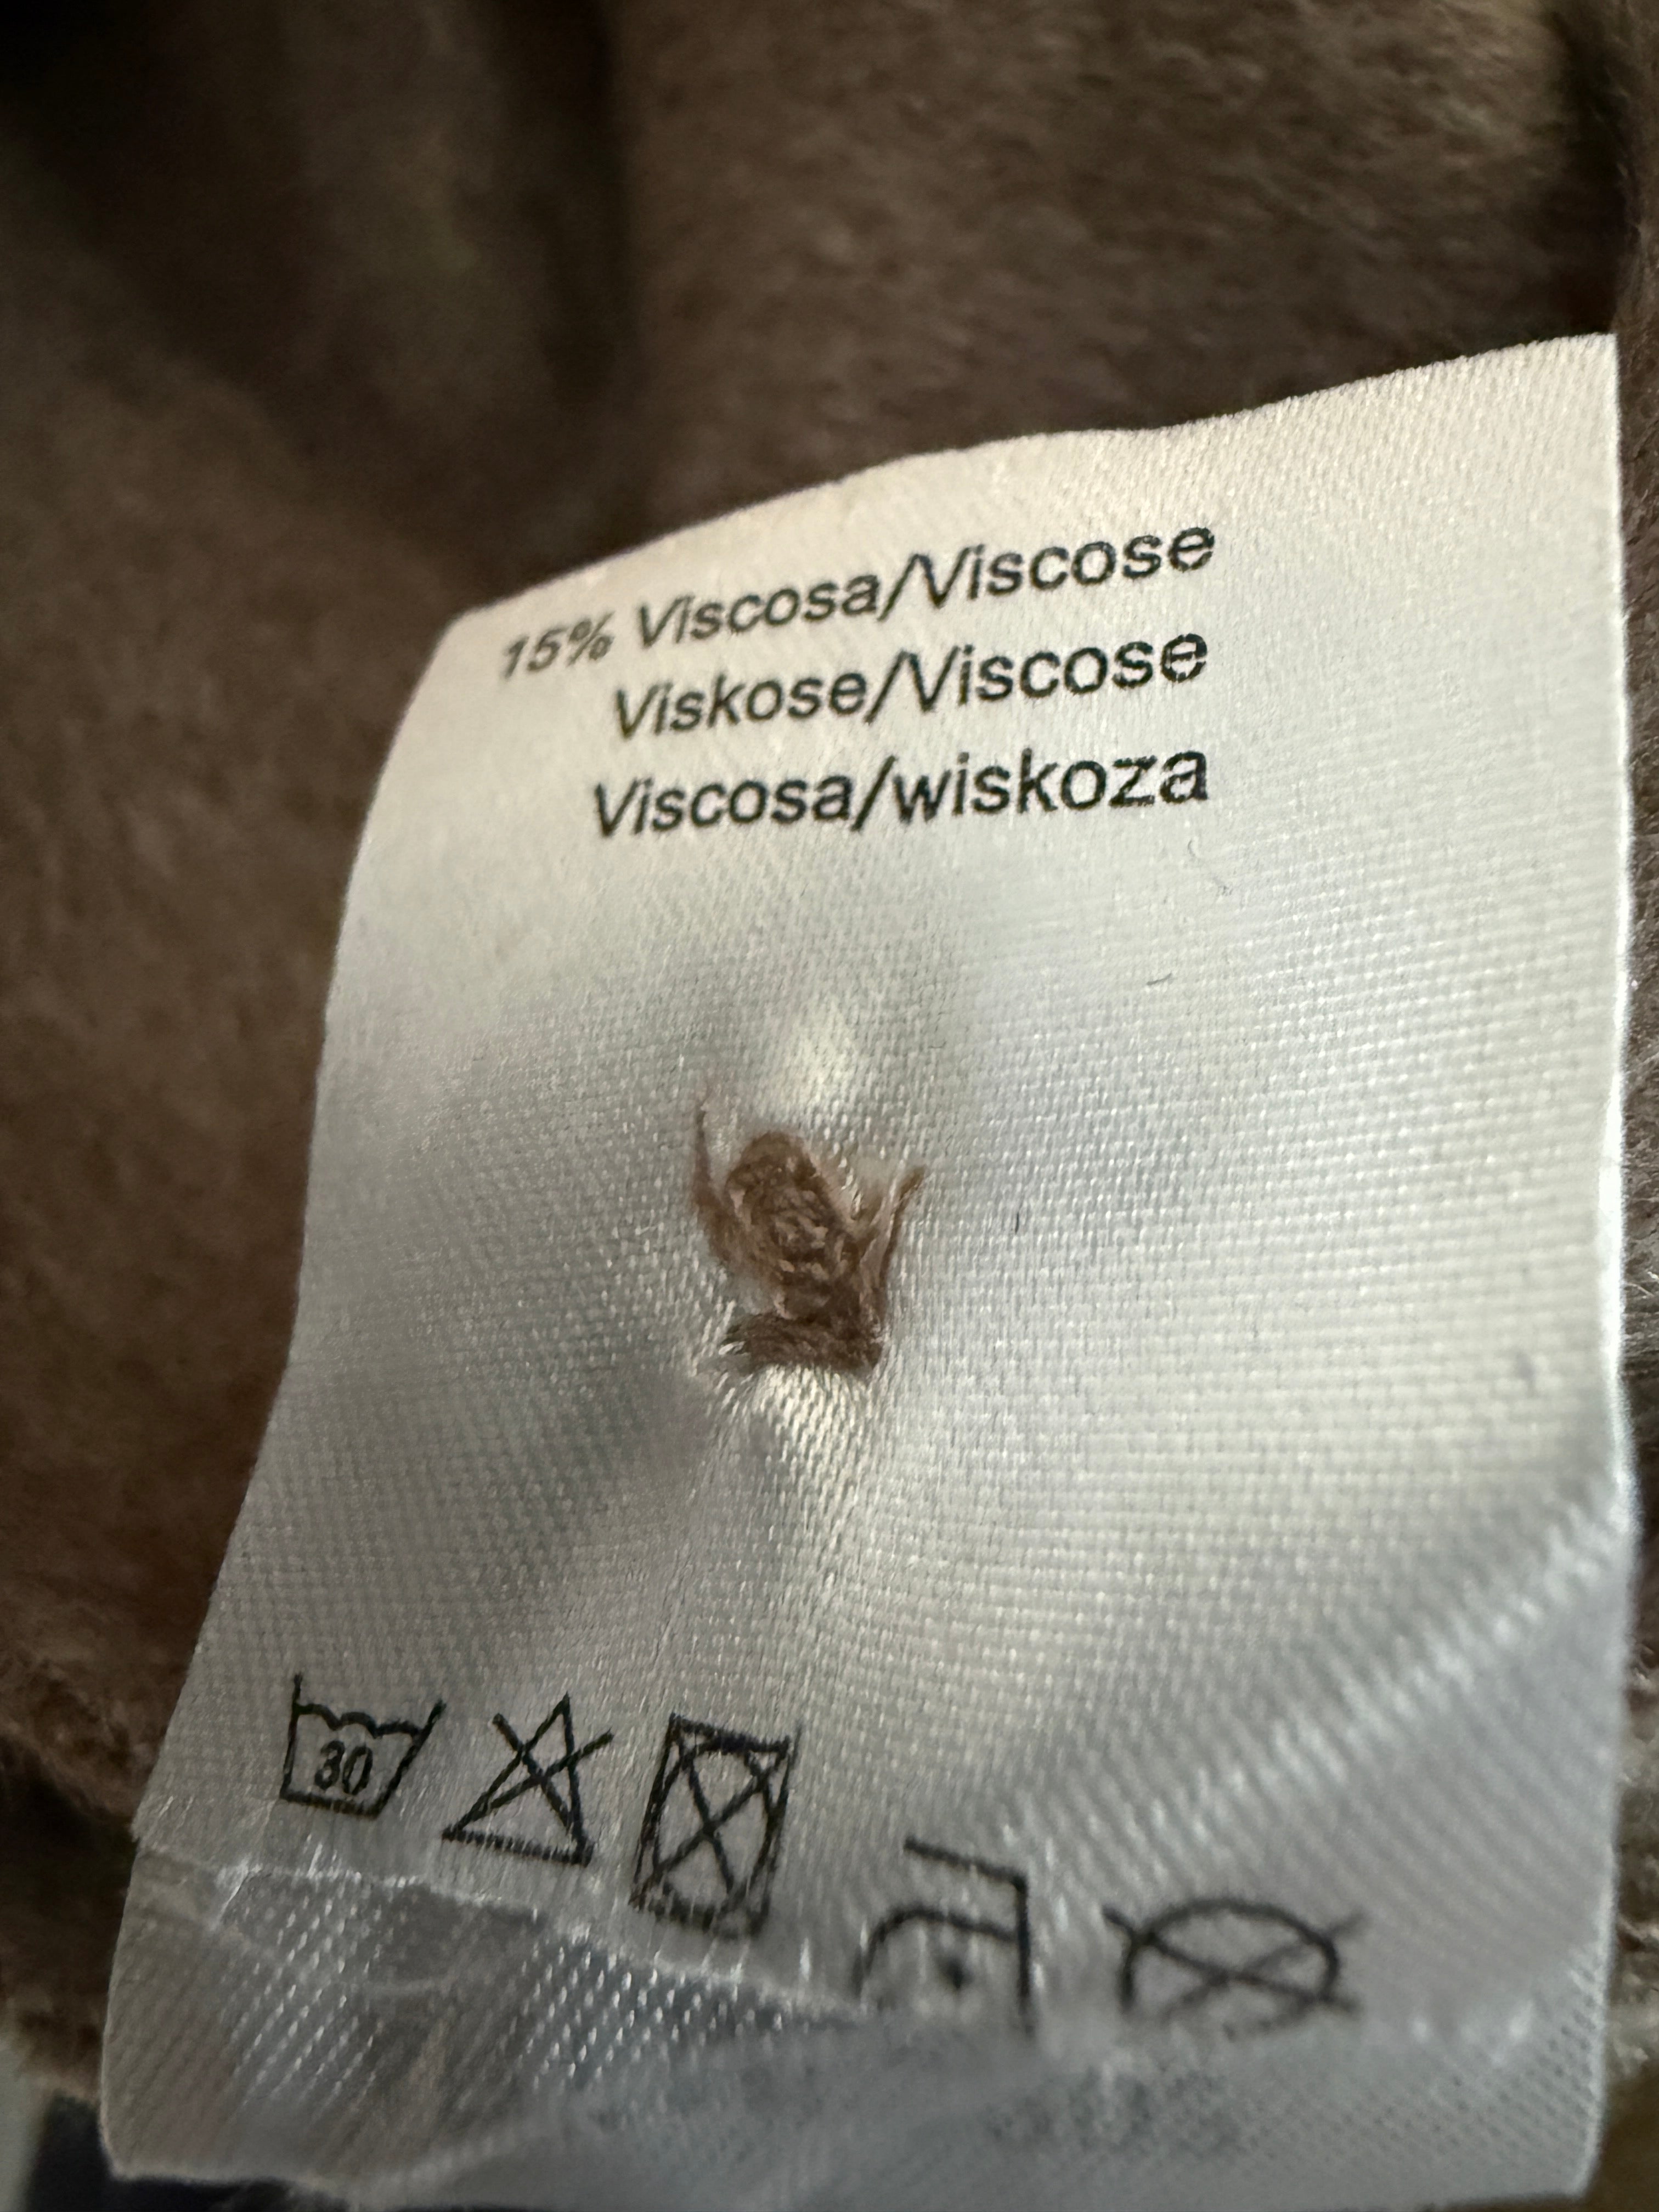 15% Viscosa/Viscose
Viskose/Viscose
Viscosa/wiskoza
30